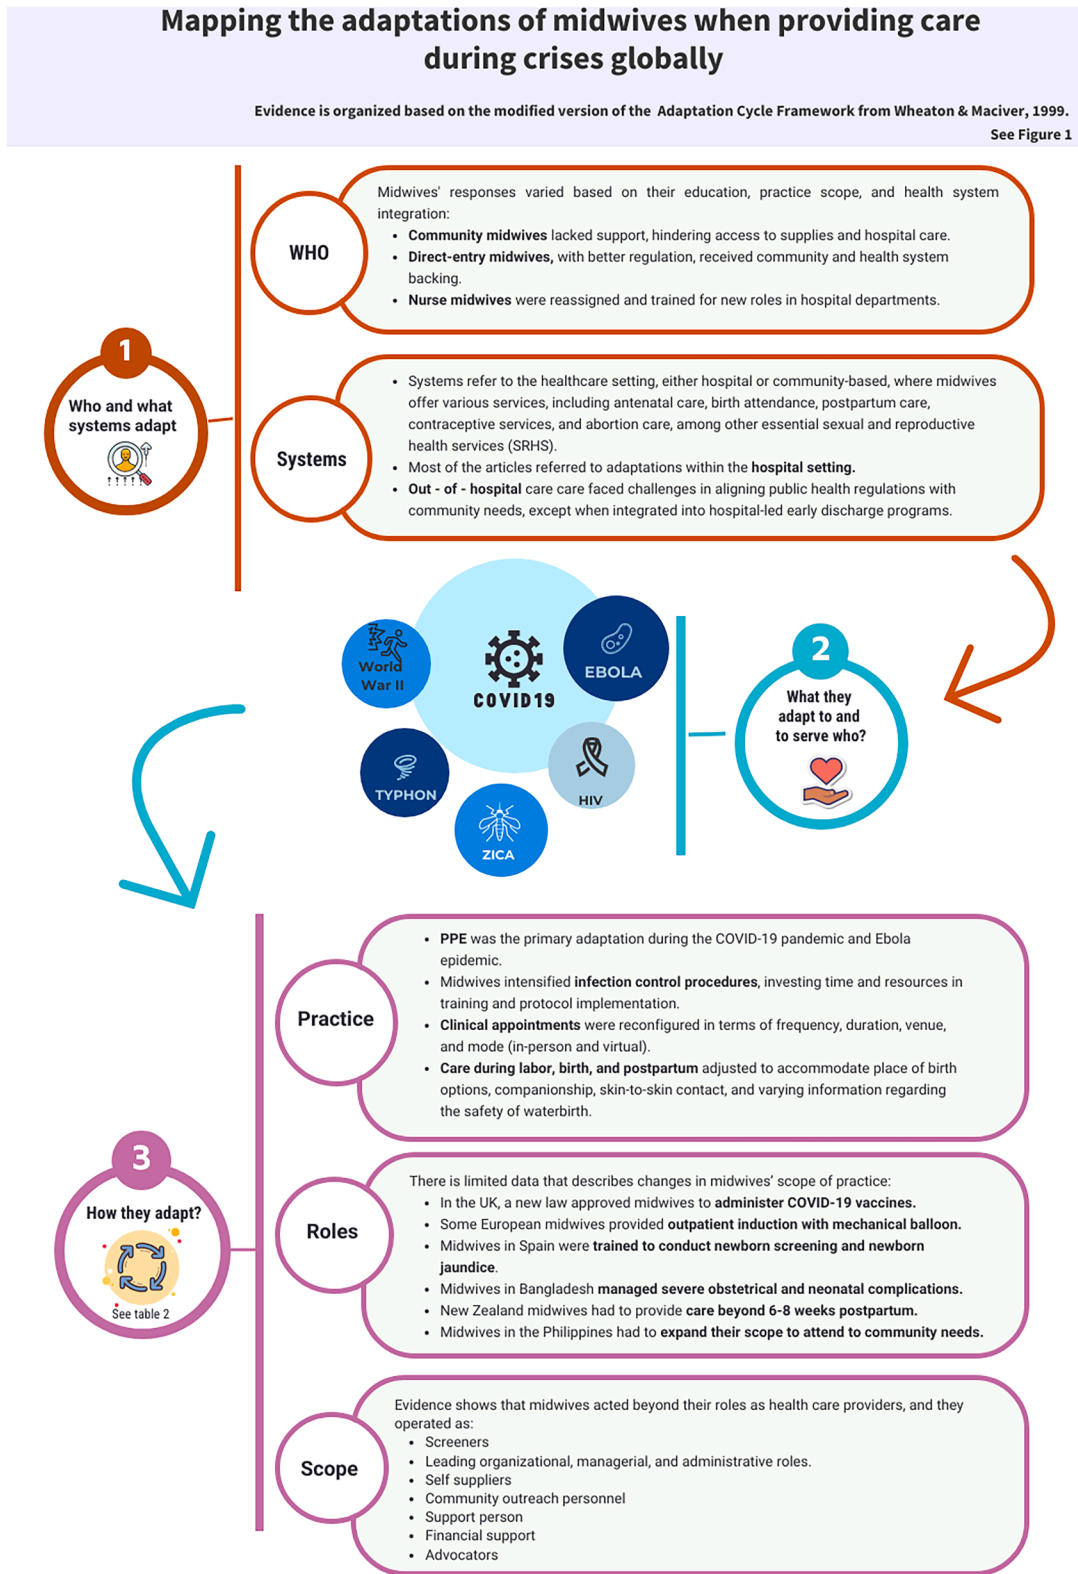 Mapping the adaptations of midwives when providing care
during crises globally
Evidence is organized based on the modified version of the Adaptation Cycle Framework from Wheaton & Maciver, 1999.
See Figure 1
1
Who and what
systems adapt
WHO
Midwives' responses varied based on their education, practice scope, and health system
integration:
• Community midwives lacked support, hindering access to supplies and hospital care.
• Direct-entry midwives, with better regulation, received community and health system
backing.
• Nurse midwives were reassigned and trained for new roles in hospital departments.
Systems
• Systems refer to the healthcare setting, either hospital or community-based, where midwives
offer various services, including antenatal care, birth attendance, postpartum care,
contraceptive services, and abortion care, among other essential sexual and reproductive
health services (SRHS).
• Most of the articles referred to adaptations within the hospital setting.
• Out - of - hospital care care faced challenges in aligning public health regulations with
community needs, except when integrated into hospital-led early discharge programs.
2
What they
adapt to and
to serve who?
World
War II
COVID19
EBOLA
TYPHON
HIV
ZICA
3
How they adapt?
See table 2
Practice
• PPE was the primary adaptation during the COVID-19 pandemic and Ebola
epidemic.
• Midwives intensified infection control procedures, investing time and resources in
training and protocol implementation.
• Clinical appointments were reconfigured in terms of frequency, duration, venue,
and mode (in-person and virtual).
• Care during labor, birth, and postpartum adjusted to accommodate place of birth
options, companionship, skin-to-skin contact, and varying information regarding
the safety of waterbirth.
Roles
There is limited data that describes changes in midwives’ scope of practice:
• In the UK, a new law approved midwives to administer COVID-19 vaccines.
• Some European midwives provided outpatient induction with mechanical balloon.
• Midwives in Spain were trained to conduct newborn screening and newborn
jaundice.
• Midwives in Bangladesh managed severe obstetrical and neonatal complications.
• New Zealand midwives had to provide care beyond 6-8 weeks postpartum.
• Midwives in the Philippines had to expand their scope to attend to community needs.
Scope
Evidence shows that midwives acted beyond their roles as health care providers, and they
operated as:
• Screeners
• Leading organizational, managerial, and administrative roles.
• Self suppliers
• Community outreach personnel
• Support person
• Financial support
• Advocators